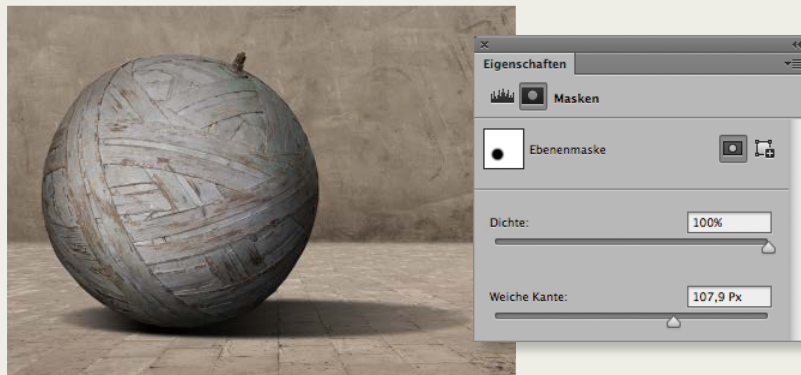 Eigenschaften
Masken
Ebenenmaske
Dichte:
100%
Weiche Kante:
107,9 Px